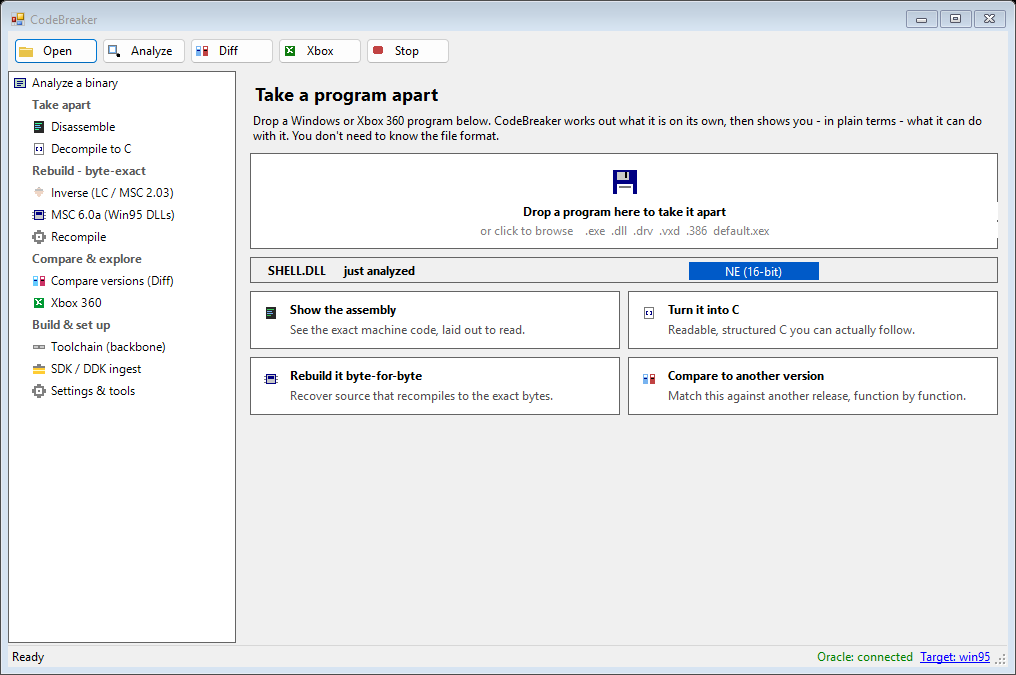 CodeBreaker
Open Analyze Diff Xbox Stop
Analyze a binary
Take apart
Disassemble
Decompile to C
Rebuild - byte-exact
Inverse (LC / MSC 2.03)
MSC 6.0a (Win95 DLLs)
Recompile
Compare & explore
Compare versions (Diff)
Xbox 360
Build & set up
Toolchain (backbone)
SDK / DDK ingest
Settings & tools
Take a program apart
Drop a Windows or Xbox 360 program below. CodeBreaker works out what it is on its own, then shows you - in plain terms - what it can do
with it. You don't need to know the file format.
Drop a program here to take it apart
or click to browse .exe .dll .drv .vxd .386 default.xex
SHELL.DLL just analyzed NE (16-bit)
Show the assembly
See the exact machine code, laid out to read.
Turn it into C
Readable, structured C you can actually follow.
Rebuild it byte-for-byte
Recover source that recompiles to the exact bytes.
Compare to another version
Match this against another release, function by function.
Ready
Oracle: connected Target: win95